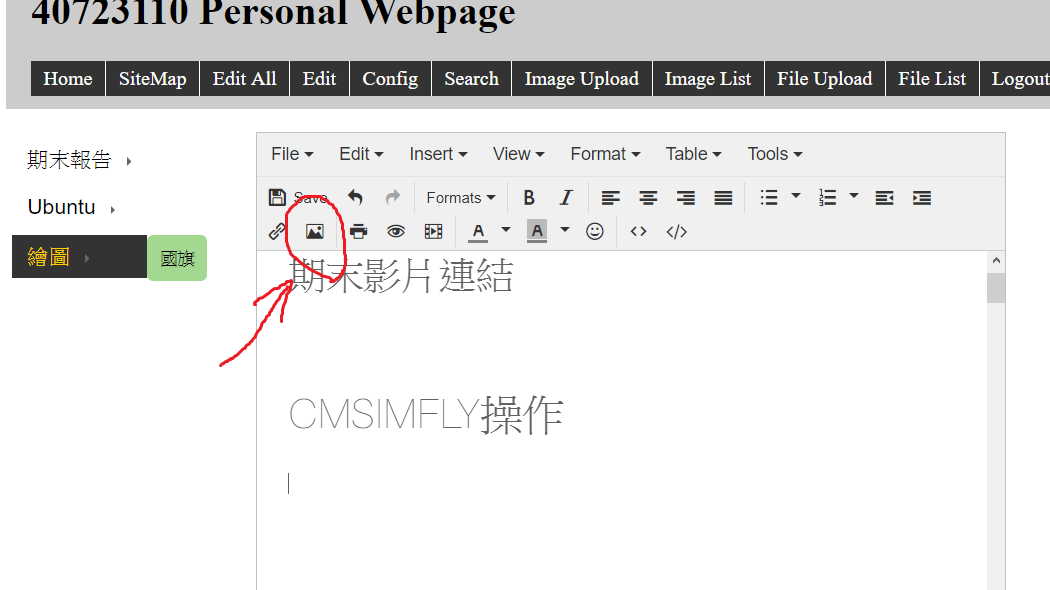 40723110 Personal Webpage
Home SiteMap Edit All Edit Config Search Image Upload Image List File Upload File List Logout
期末報告
Ubuntu
繪圖 國旗
File Edit Insert View Format Table Tools
Save Formats B I
A A
期末影片連結
CMSIMFLY操作